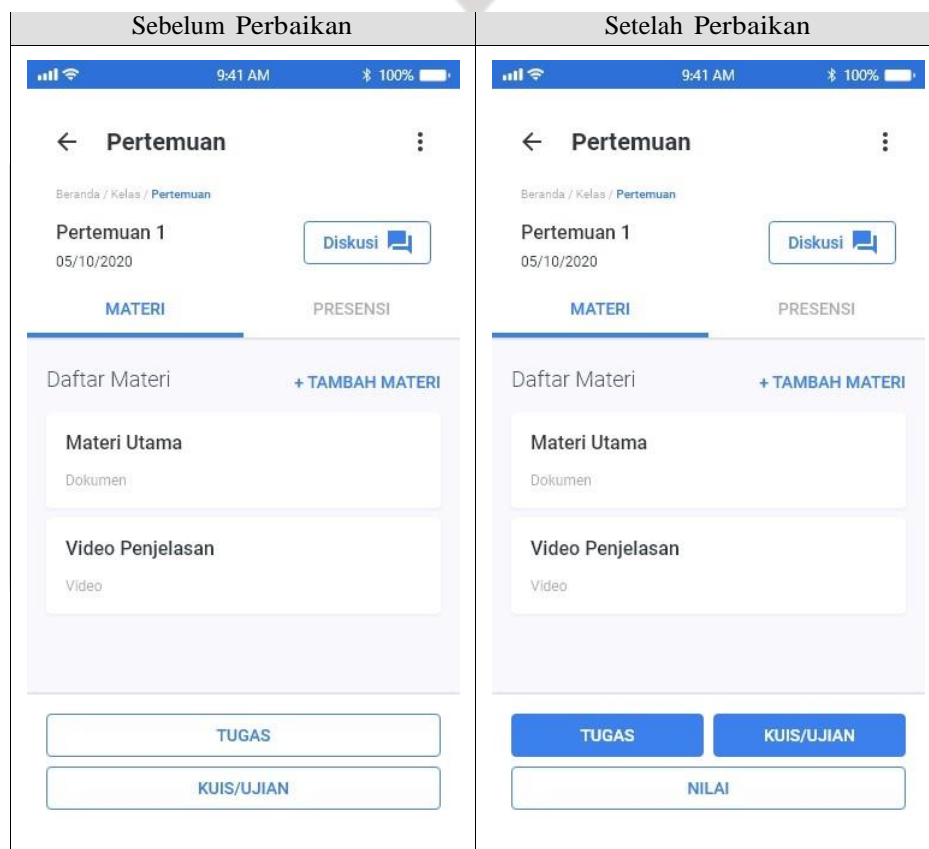 Sebelum Perbaikan
Setelah Perbaikan
9:41 AM
100%
← Pertemuan
Beranda / Kelas / Pertemuan
Pertemuan 1
Diskusi
05/10/2020
MATERI
PRESENSI
Daftar Materi
+ TAMBAH MATERI
Materi Utama
Dokumen
Video Penjelasan
Video
TUGAS
KUIS/UJIAN
9:41 AM
100%
← Pertemuan
Beranda / Kelas / Pertemuan
Pertemuan 1
Diskusi
05/10/2020
MATERI
PRESENSI
Daftar Materi
+ TAMBAH MATERI
Materi Utama
Dokumen
Video Penjelasan
Video
TUGAS
KUIS/UJIAN
NILAI